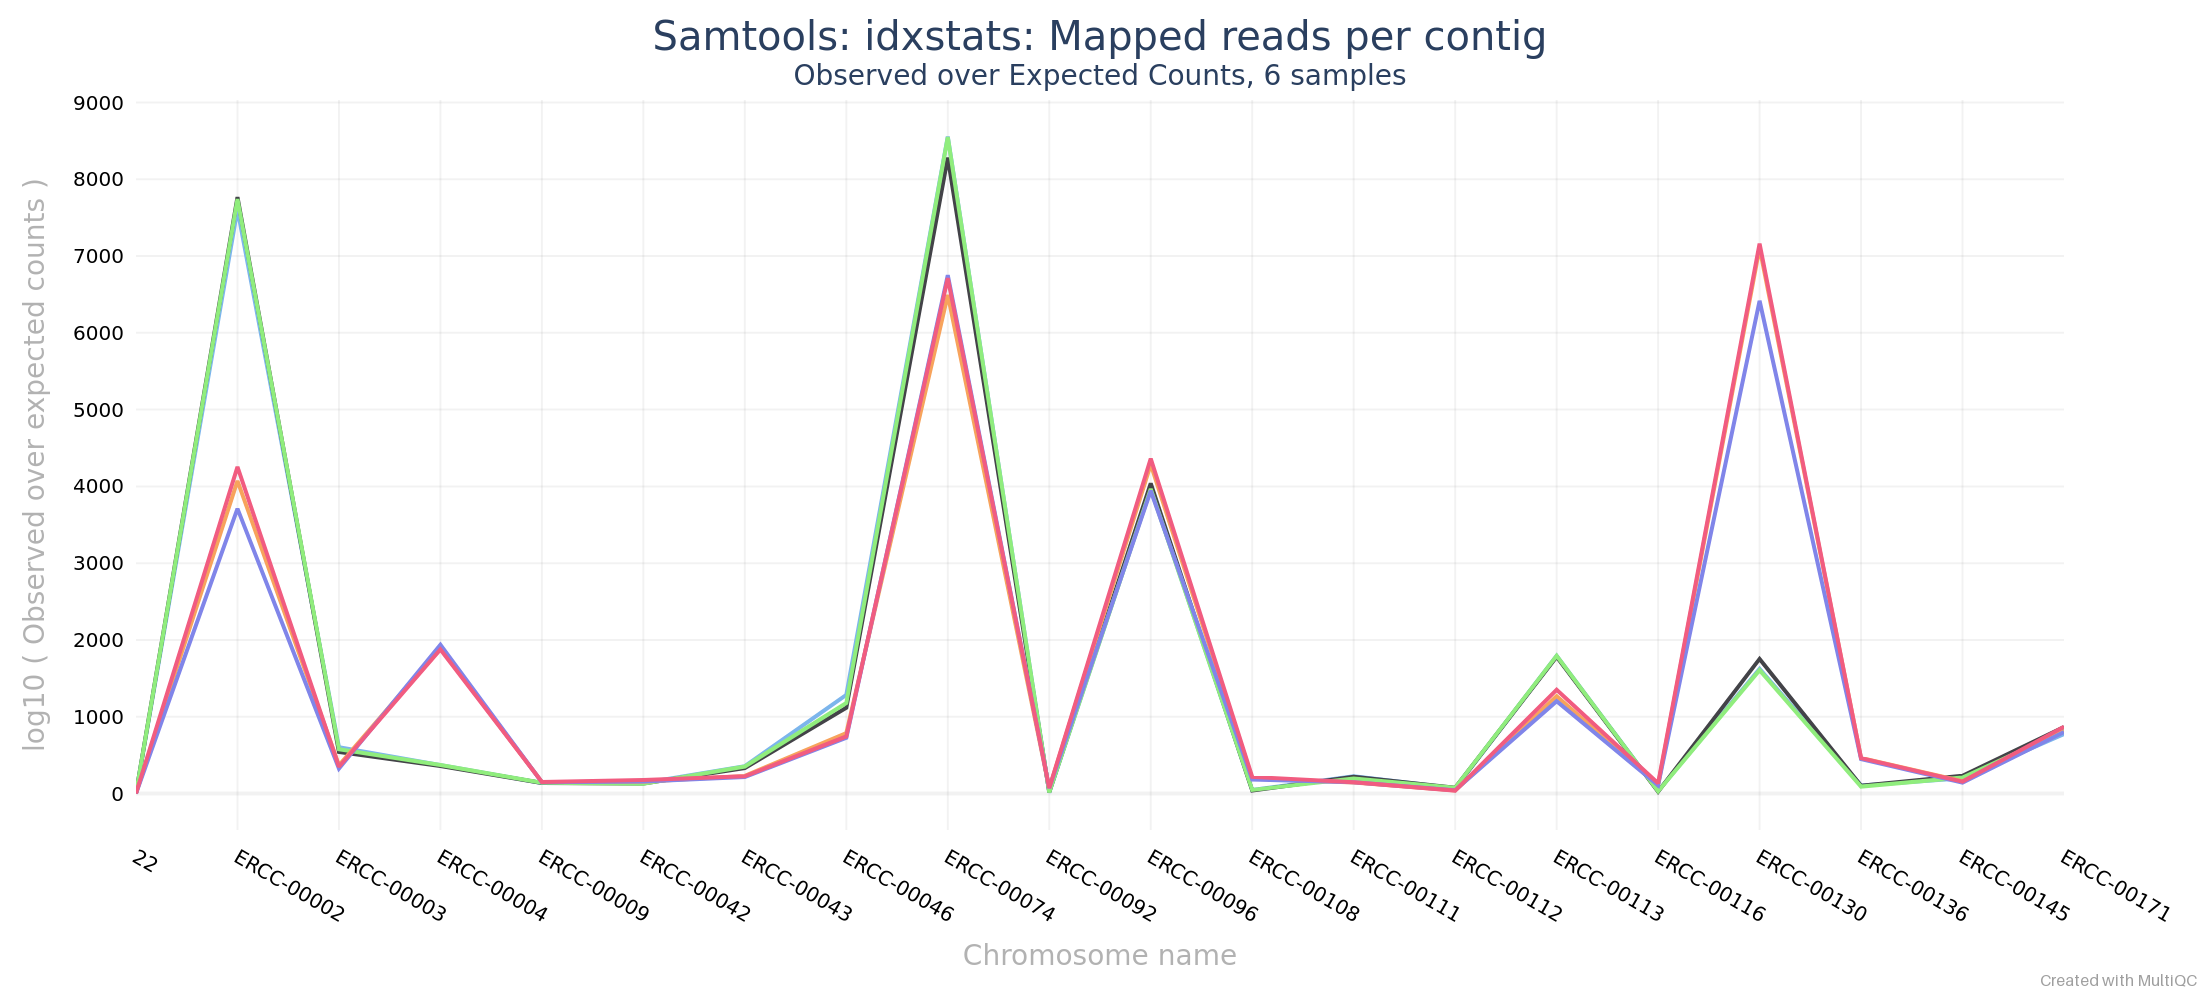 Samtools: idxstats: Mapped reads per contig
Observed over Expected Counts, 6 samples
log10 ( Observed over expected counts )
9000
8000
7000
6000
5000
4000
3000
2000
1000
0
22
ERCC-00002
ERCC-00003
ERCC-00004
ERCC-00009
ERCC-00042
ERCC-00043
ERCC-00046
ERCC-00074
ERCC-00092
ERCC-00096
ERCC-00108
ERCC-00111
ERCC-00112
ERCC-00113
ERCC-00116
ERCC-00130
ERCC-00136
ERCC-00145
ERCC-00171
Chromosome name
Created with MultiQC